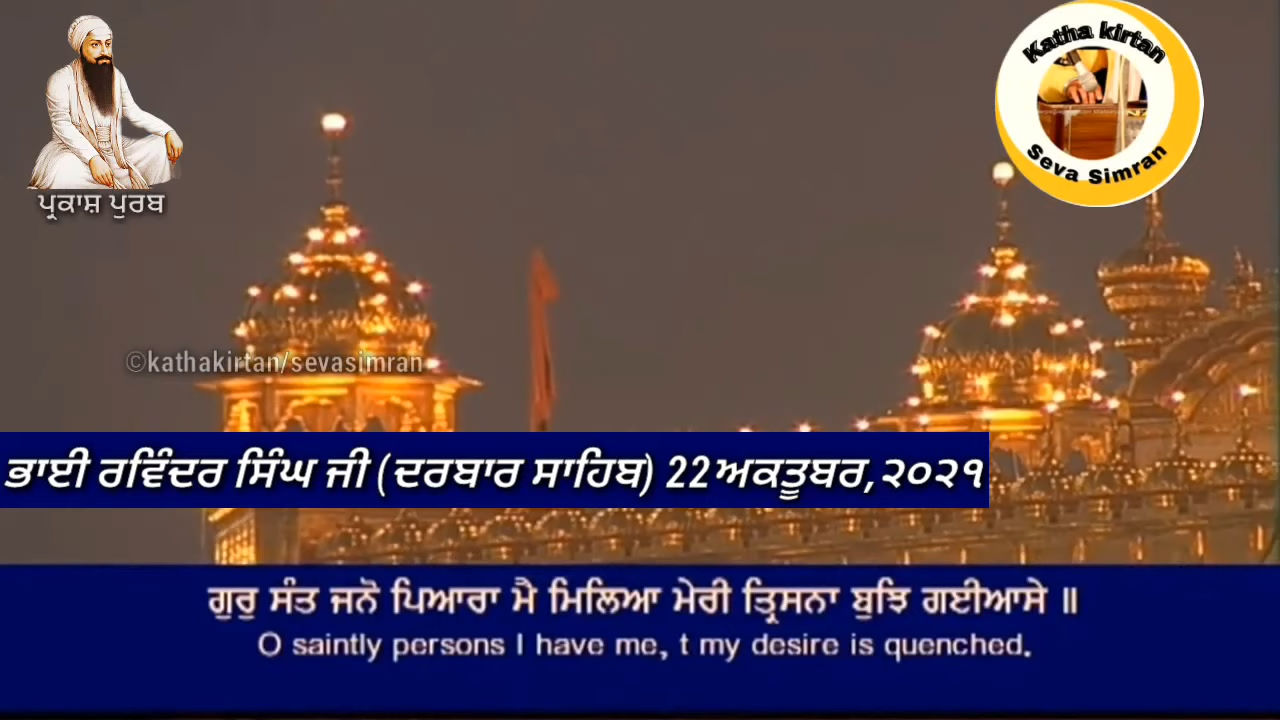 Katha kirtan
Seva Simran
ਪ੍ਰਕਾਸ਼ ਪੁਰਬ
©kathakirtan/sevasimran
ਭਾਈ ਰਵਿੰਦਰ ਸਿੰਘ ਜੀ (ਦਰਬਾਰ ਸਾਹਿਬ) 22ਅਕਤੂਬਰ,੨੦੨੧
ਗੁਰੁ ਸੰਤ ਜਨੋ ਪਿਆਰਾ ਮੈ ਮਿਲਿਆ ਮੇਰੀ ਤ੍ਰਿਸਨਾ ਬੁਝਿ ਗਈਆਸੇ ॥
O saintly persons I have me, t my desire is quenched.